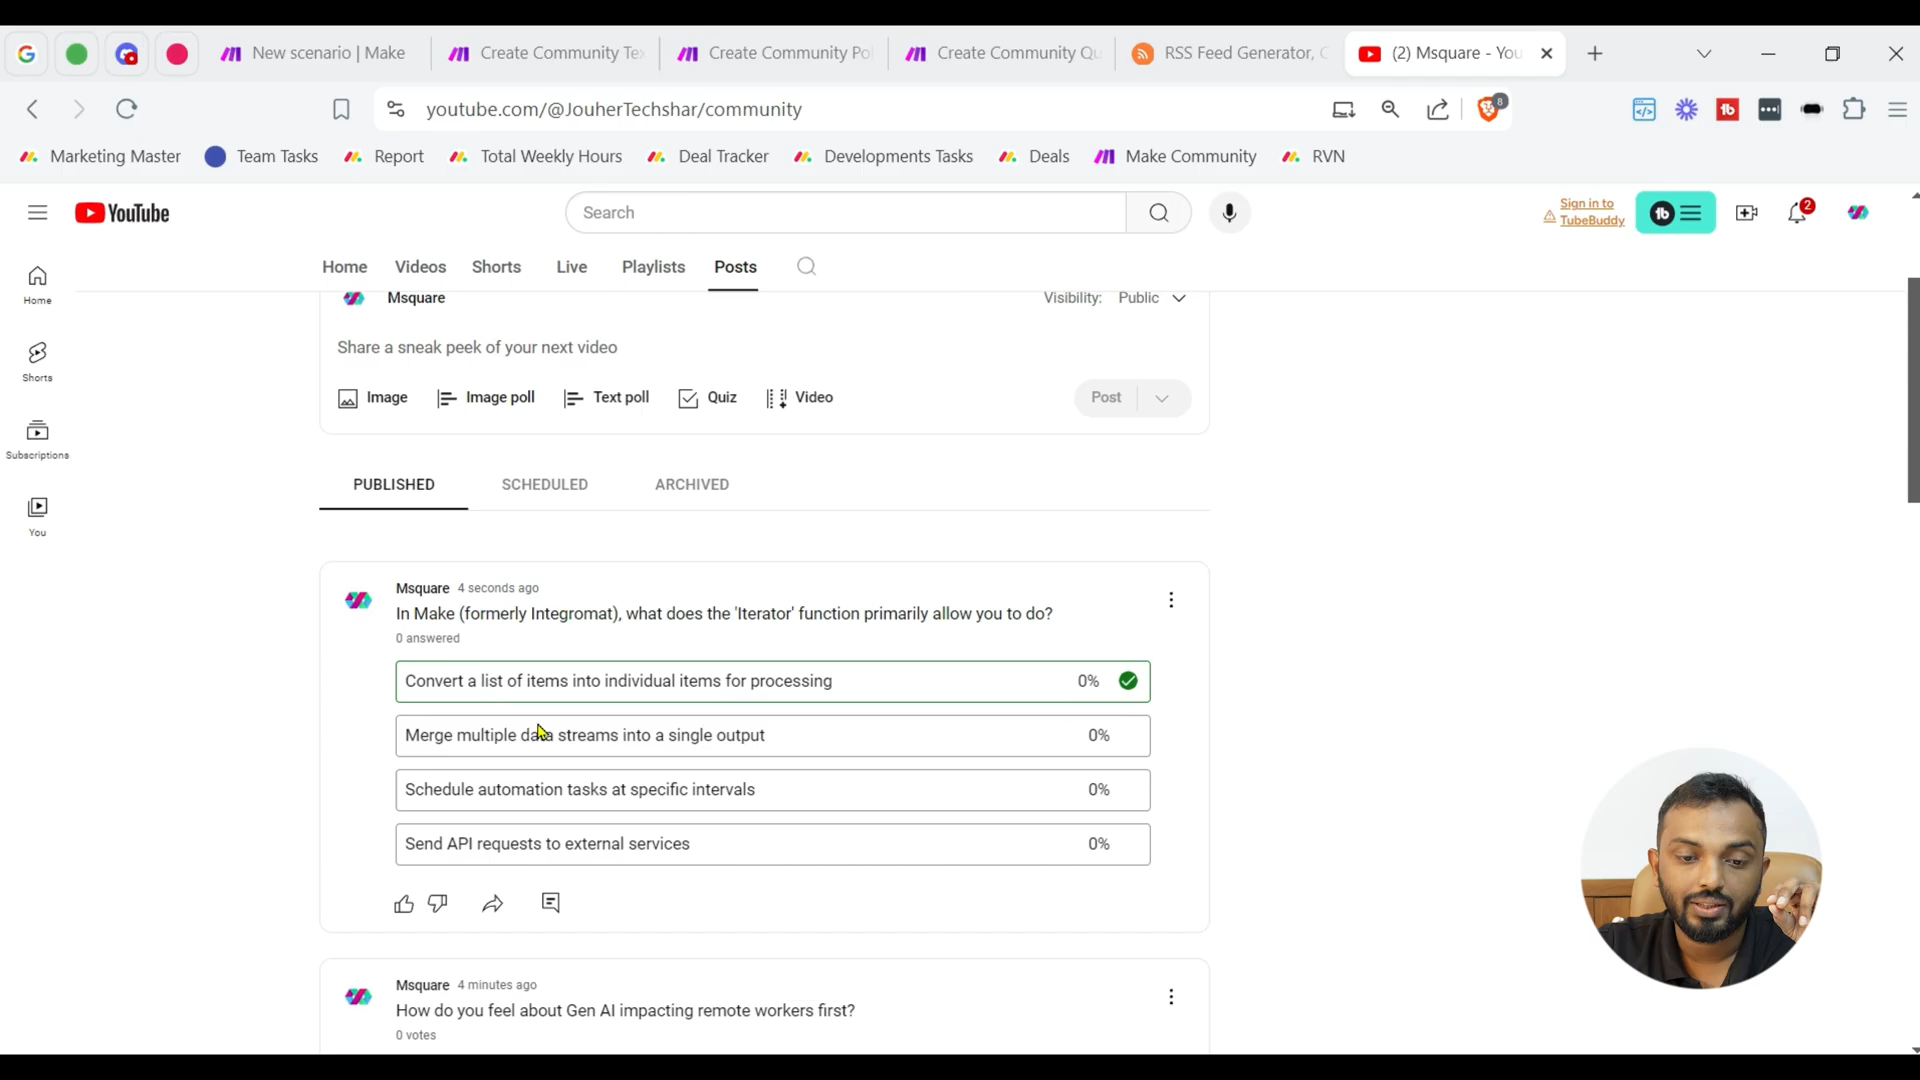 New scenario | Make
Create Community Tex
Create Community Pol
Create Community Qu
RSS Feed Generator, C
(2) Msquare - You
youtube.com/@JouherTechshar/community
8
Marketing Master
Team Tasks
Report
Total Weekly Hours
Deal Tracker
Developments Tasks
Deals
Make Community
RVN
YouTube
Search
Sign in to
TubeBuddy
2
Home
Videos
Shorts
Live
Playlists
Posts
Home
Shorts
Subscriptions
You
Msquare
Visibility: Public
Share a sneak peek of your next video
Image
Image poll
Text poll
Quiz
Video
Post
PUBLISHED
SCHEDULED
ARCHIVED
Msquare 4 seconds ago
In Make (formerly Integromat), what does the 'Iterator' function primarily allow you to do?
0 answered
Convert a list of items into individual items for processing 0%
Merge multiple data streams into a single output 0%
Schedule automation tasks at specific intervals 0%
Send API requests to external services 0%
Msquare 4 minutes ago
How do you feel about Gen AI impacting remote workers first?
0 votes